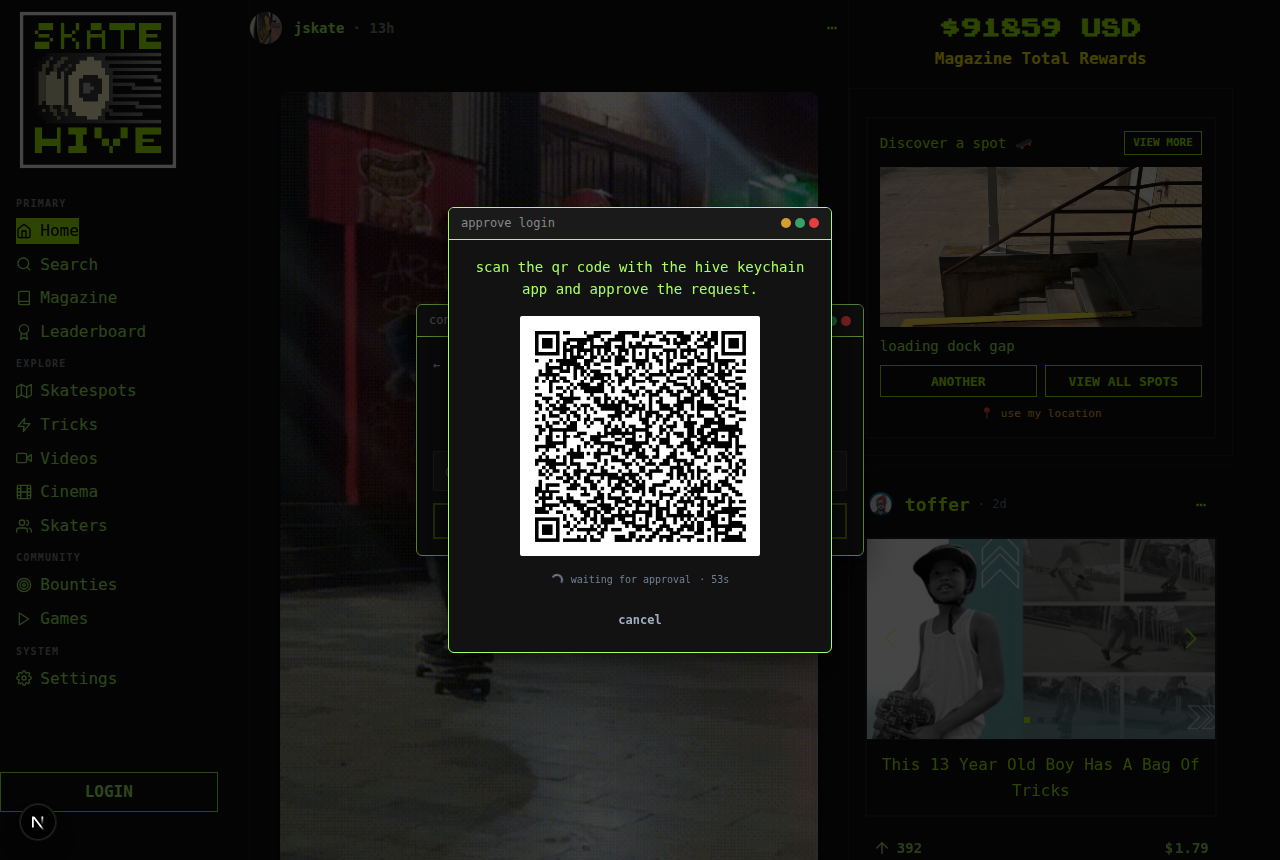 SKATE
HIVE
PRIMARY
Home
Search
Magazine
Leaderboard
EXPLORE
Skatespots
Tricks
Videos
Cinema
Skaters
COMMUNITY
Bounties
Games
SYSTEM
Settings
LOGIN
N
jskate · 13h
approve login
scan the qr code with the hive keychain
app and approve the request.
waiting for approval · 53s
cancel
$91859 USD
Magazine Total Rewards
Discover a spot
VIEW MORE
loading dock gap
ANOTHER
VIEW ALL SPOTS
use my location
toffer · 2d
This 13 Year Old Boy Has A Bag Of
Tricks
392
$1.79